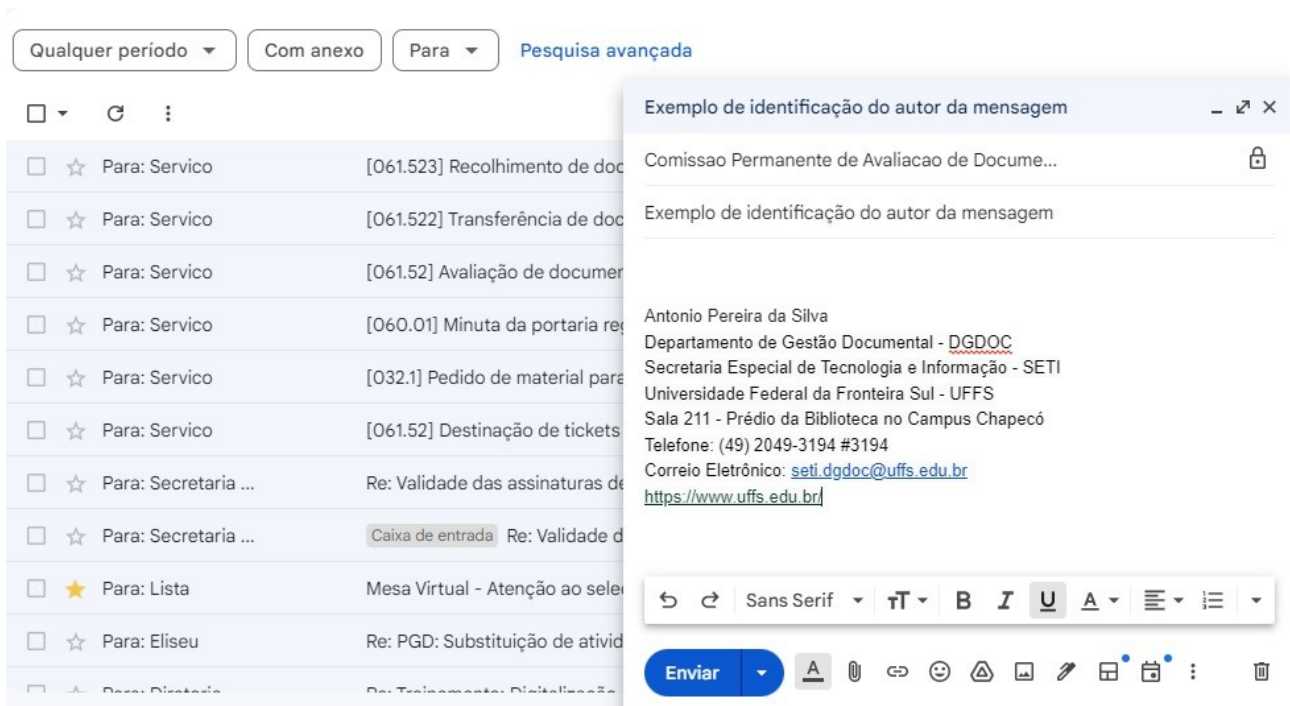 Qualquer período
Com anexo
Para
Pesquisa avançada
Para: Servico [061.523] Recolhimento de doc
Para: Servico [061.522] Transferência de doc
Para: Servico [061.52] Avaliação de documen
Para: Servico [060.01] Minuta da portaria reg
Para: Servico [032.1] Pedido de material para
Para: Servico [061.52] Destinação de tickets
Para: Secretaria ... Re: Validade das assinaturas de
Para: Secretaria ... Caixa de entrada Re: Validade d
Para: Lista Mesa Virtual - Atenção ao sele
Para: Eliseu Re: PGD: Substituição de ativid
Exemplo de identificação do autor da mensagem
Comissao Permanente de Avaliacao de Docume...
Exemplo de identificação do autor da mensagem
Antonio Pereira da Silva
Departamento de Gestão Documental - DGDOC
Secretaria Especial de Tecnologia e Informação - SETI
Universidade Federal da Fronteira Sul - UFFS
Sala 211 - Prédio da Biblioteca no Campus Chapecó
Telefone: (49) 2049-3194 #3194
Correio Eletrônico: seti.dgdoc@uffs.edu.br
https://www.uffs.edu.br/
Sans Serif
Enviar